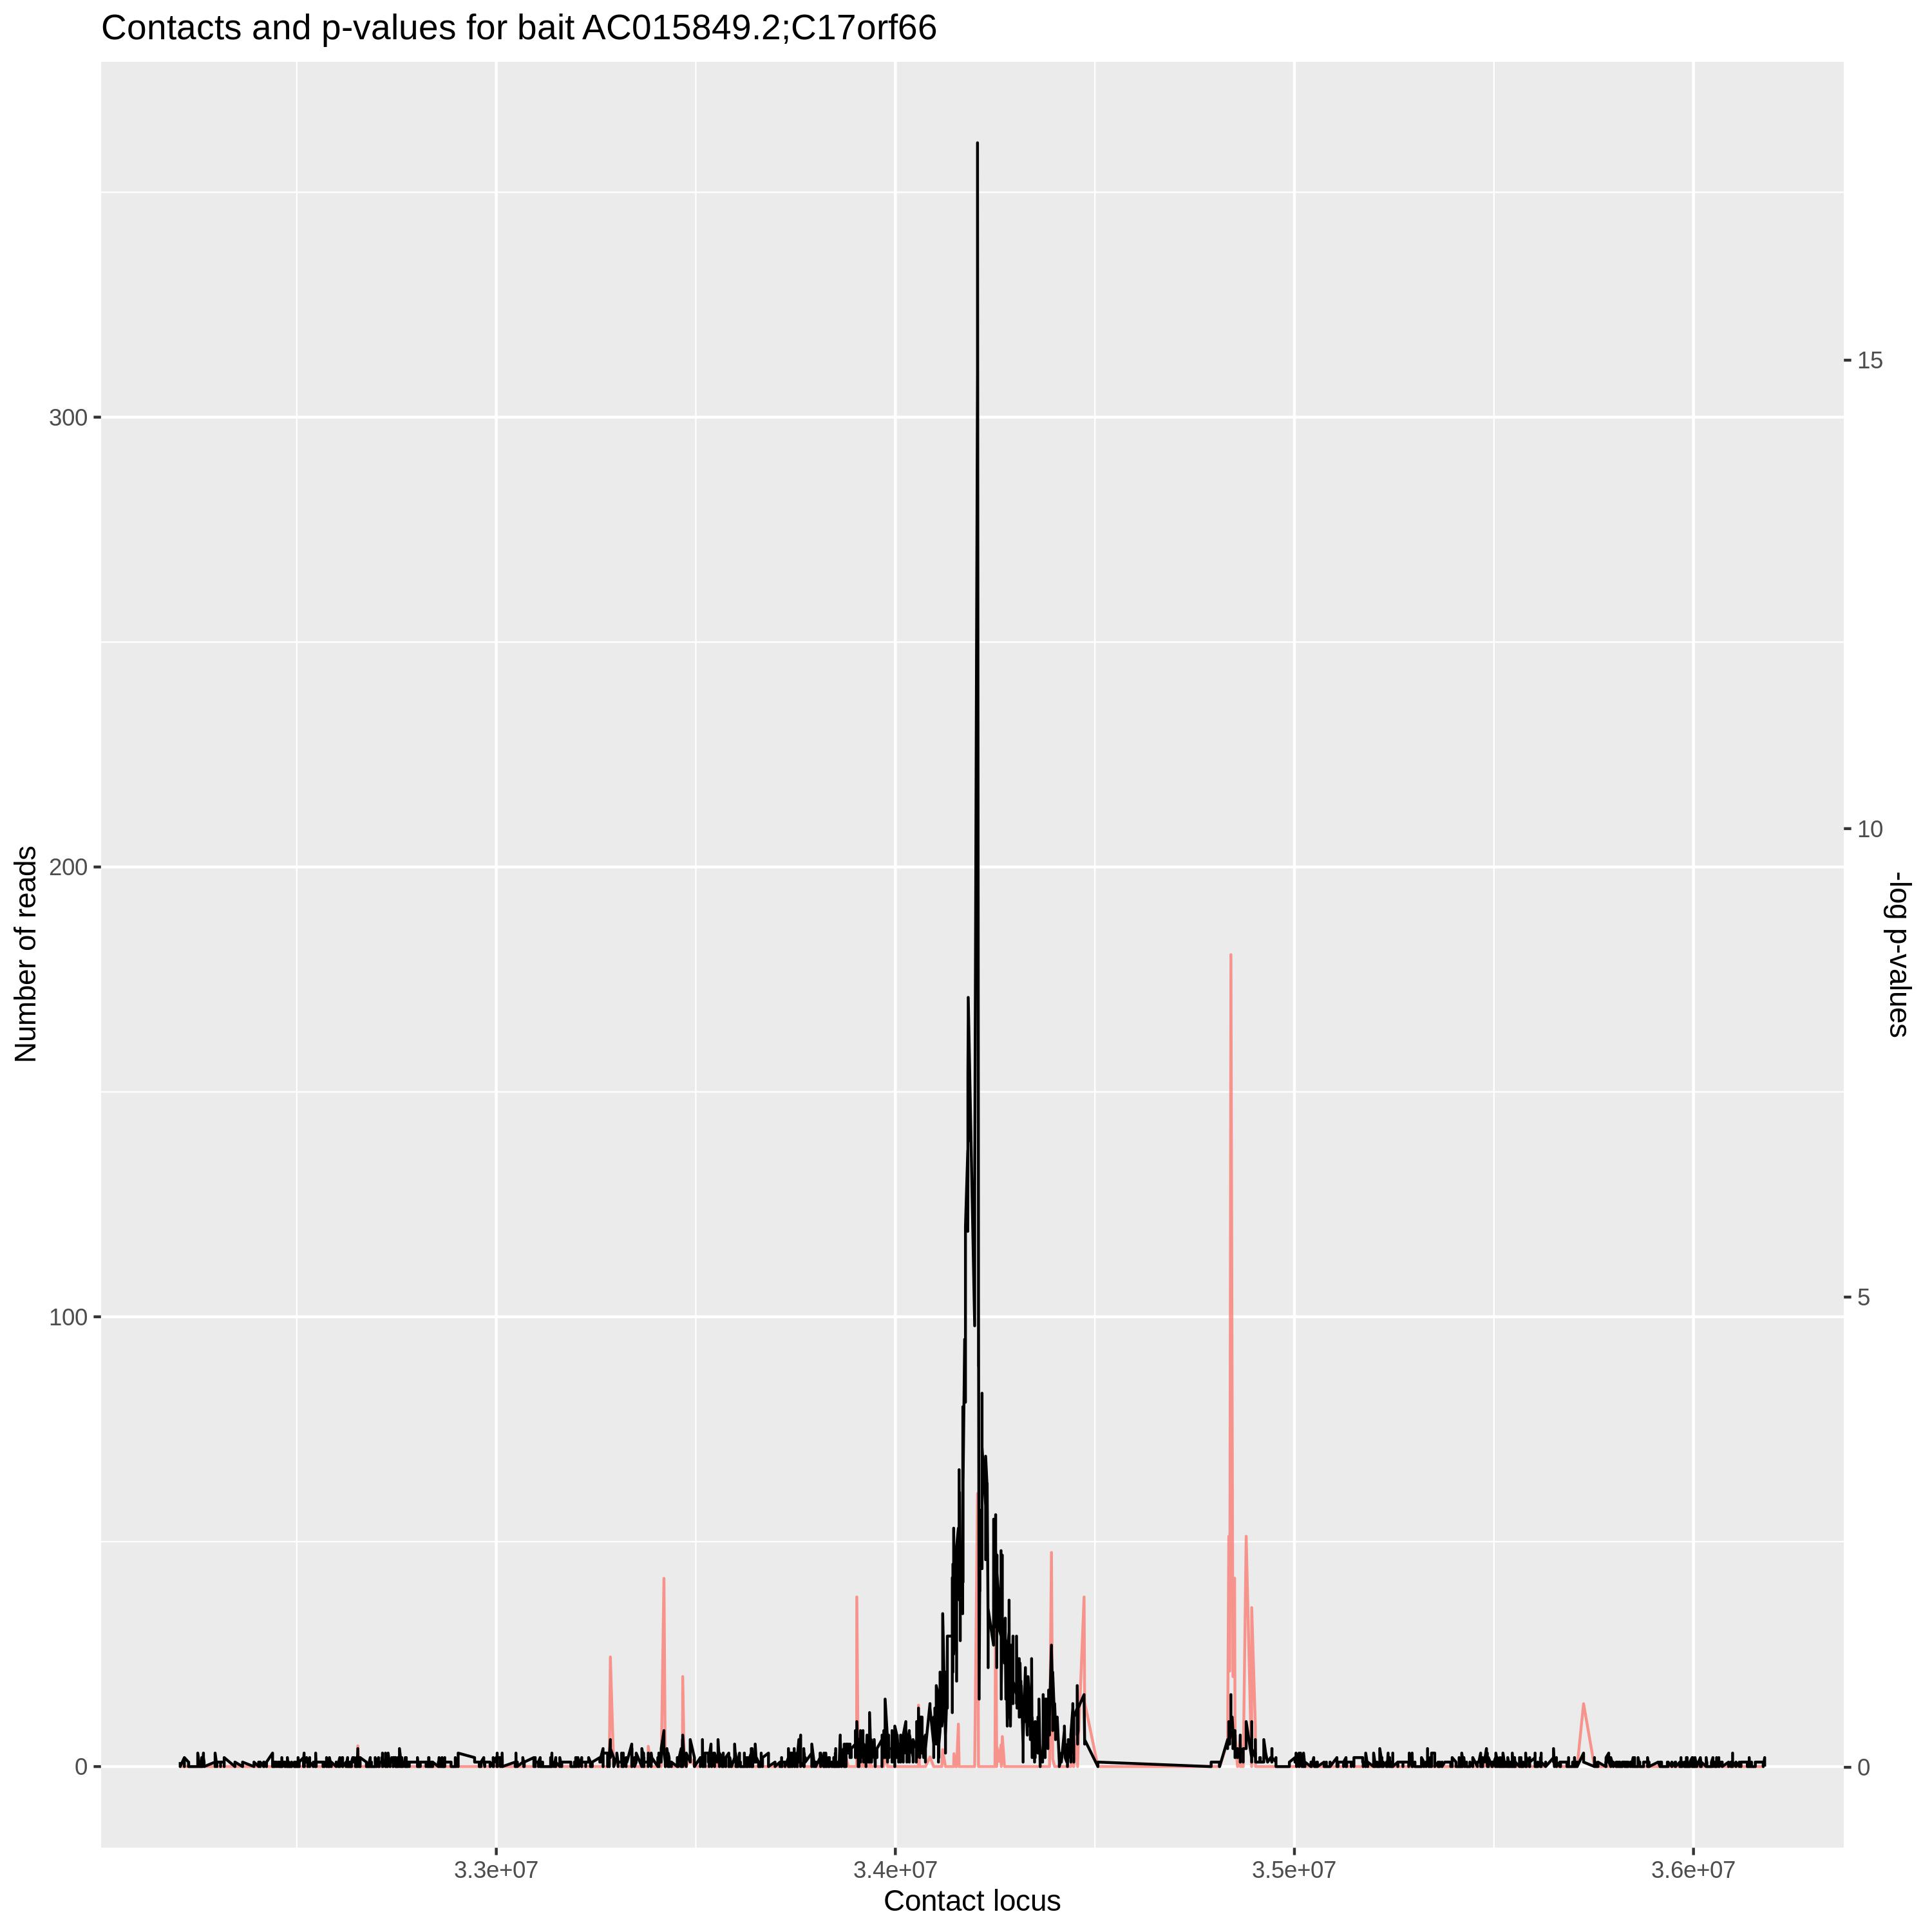 Contacts and p-values for bait AC015849.2;C17orf66
Number of reads
300
200
100
0
15
10
5
0
-log p-values
3.3e+07 3.4e+07 3.5e+07 3.6e+07
Contact locus